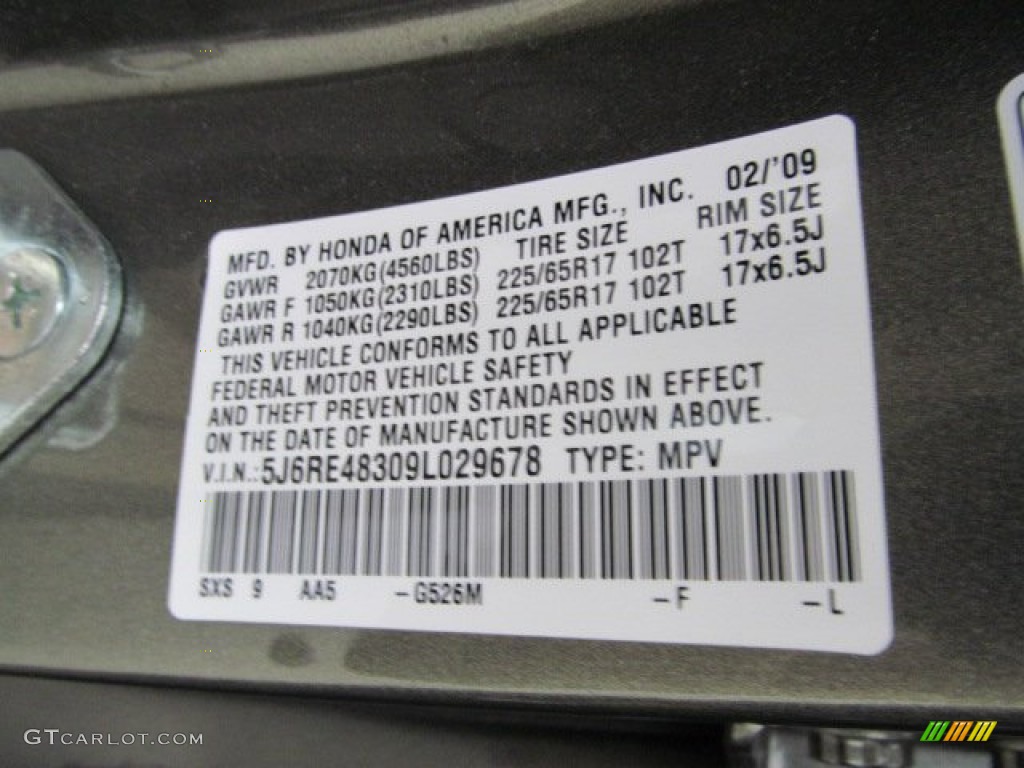 MFD. BY HONDA OF AMERICA MFG., INC. 02/'09
GVWR 2070KG(4560LBS) TIRE SIZE RIM SIZE
GAWR F 1050KG(2310LBS) 225/65R17 102T 17x6.5J
GAWR R 1040KG(2290LBS) 225/65R17 102T 17x6.5J
THIS VEHICLE CONFORMS TO ALL APPLICABLE
FEDERAL MOTOR VEHICLE SAFETY
AND THEFT PREVENTION STANDARDS IN EFFECT
ON THE DATE OF MANUFACTURE SHOWN ABOVE.
V.I.N.:5J6RE48309L029678 TYPE: MPV
SXS 9 AA5 -G526M -F -L
GTCARLOT.COM